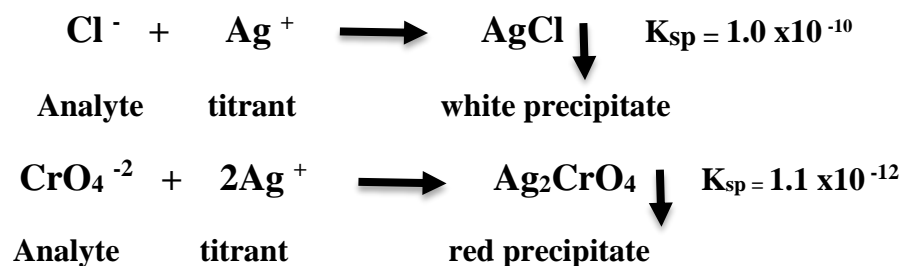 Cl - + Ag + AgCl Ksp = 1.0 x10 -10
Analyte titrant white precipitate
CrO4 -2 + 2Ag + Ag2CrO4 Ksp = 1.1 x10 -12
Analyte titrant red precipitate